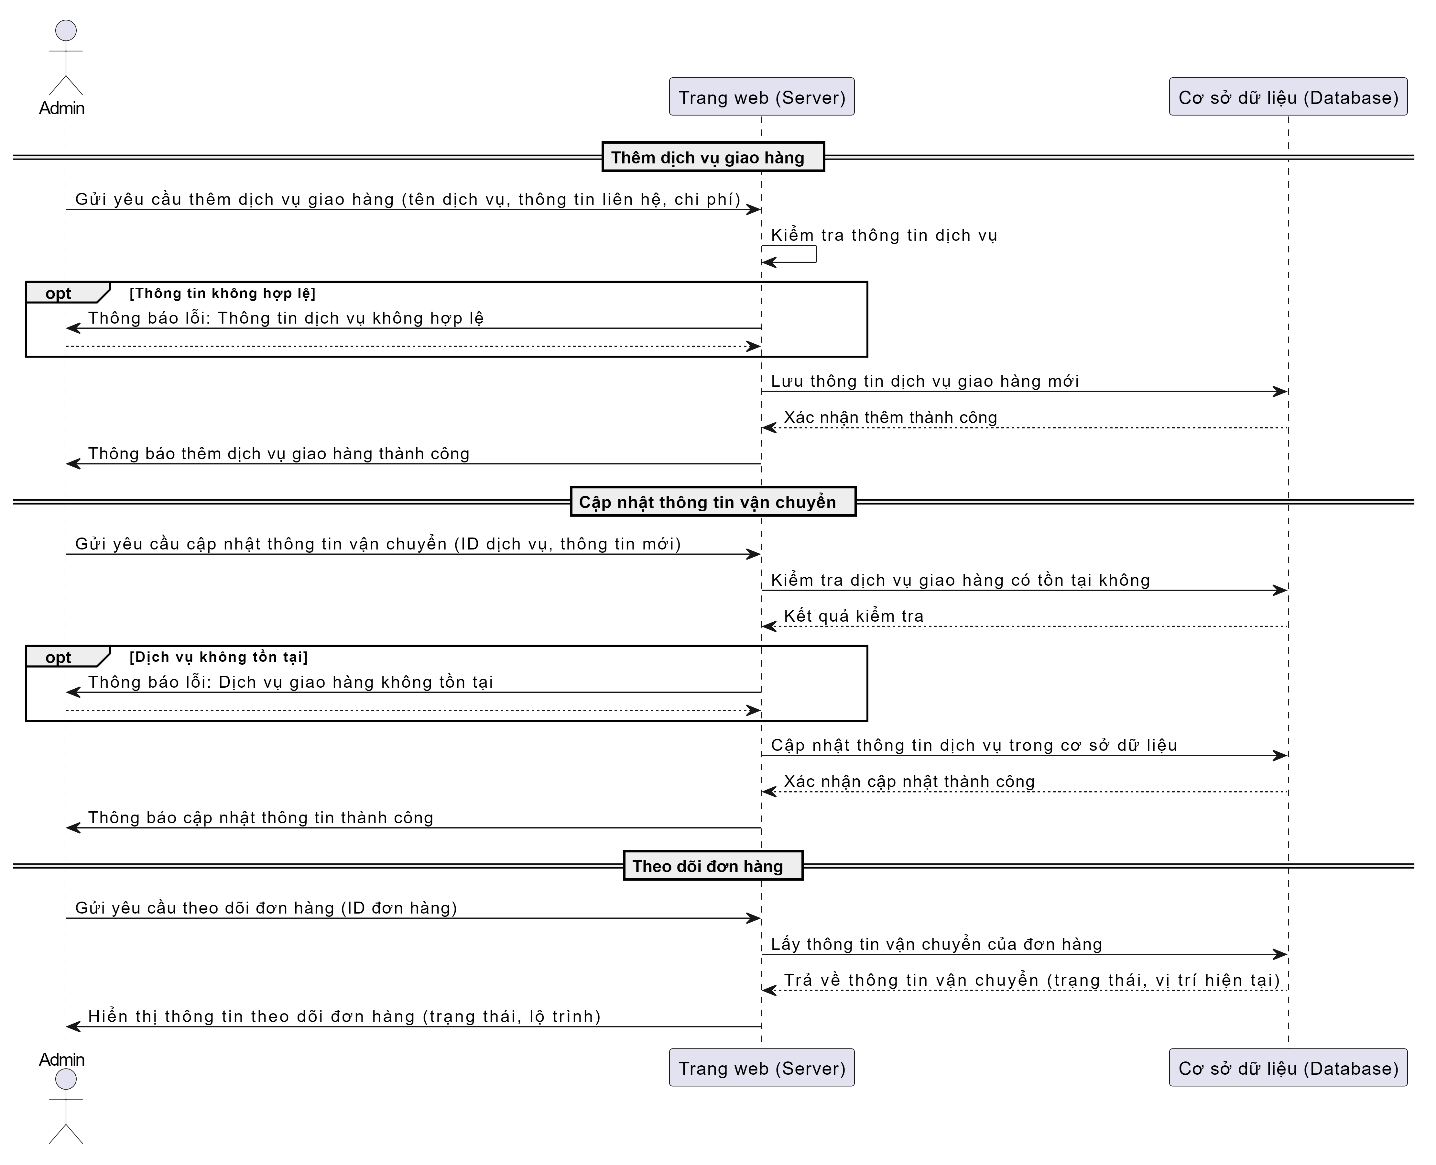 Admin
Trang web (Server)
Cơ sở dữ liệu (Database)
Thêm dịch vụ giao hàng
Gửi yêu cầu thêm dịch vụ giao hàng (tên dịch vụ, thông tin liên hệ, chi phí)
Kiểm tra thông tin dịch vụ
opt
[Thông tin không hợp lệ]
Thông báo lỗi: Thông tin dịch vụ không hợp lệ
Lưu thông tin dịch vụ giao hàng mới
Xác nhận thêm thành công
Thông báo thêm dịch vụ giao hàng thành công
Cập nhật thông tin vận chuyển
Gửi yêu cầu cập nhật thông tin vận chuyển (ID dịch vụ, thông tin mới)
Kiểm tra dịch vụ giao hàng có tồn tại không
Kết quả kiểm tra
opt
[Dịch vụ không tồn tại]
Thông báo lỗi: Dịch vụ giao hàng không tồn tại
Cập nhật thông tin dịch vụ trong cơ sở dữ liệu
Xác nhận cập nhật thành công
Thông báo cập nhật thông tin thành công
Theo dõi đơn hàng
Gửi yêu cầu theo dõi đơn hàng (ID đơn hàng)
Lấy thông tin vận chuyển của đơn hàng
Trả về thông tin vận chuyển (trạng thái, vị trí hiện tại)
Hiển thị thông tin theo dõi đơn hàng (trạng thái, lộ trình)
Admin
Trang web (Server)
Cơ sở dữ liệu (Database)